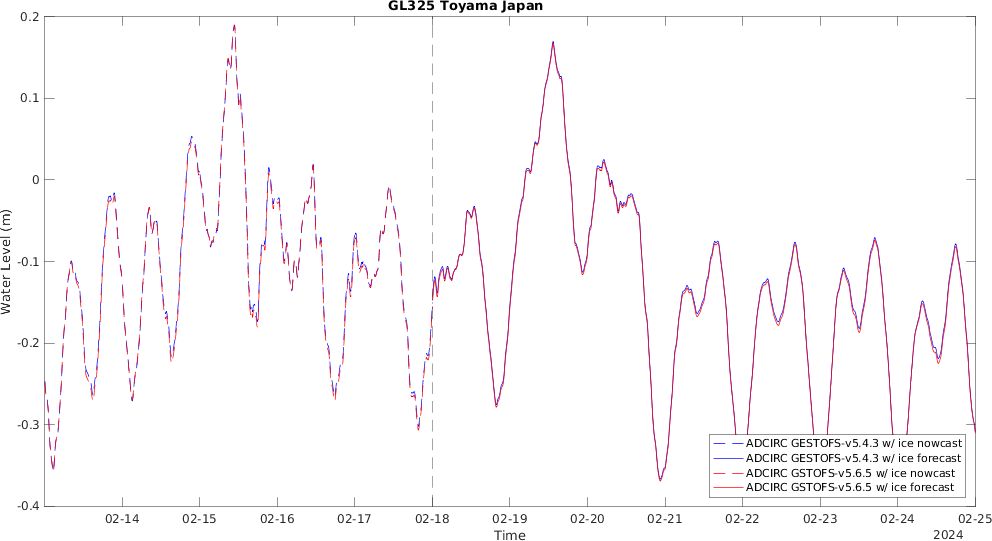 GL325 Toyama Japan
0.2
0.1
0
-0.1
-0.2
-0.3
-0.4
Water Level (m)
ADCIRC GESTOFS-v5.4.3 w/ ice nowcast
ADCIRC GESTOFS-v5.4.3 w/ ice forecast
ADCIRC GSTOFS-v5.6.5 w/ ice nowcast
ADCIRC GSTOFS-v5.6.5 w/ ice forecast
02-14 02-15 02-16 02-17 02-18 02-19 02-20 02-21 02-22 02-23 02-24 02-25
Time
2024